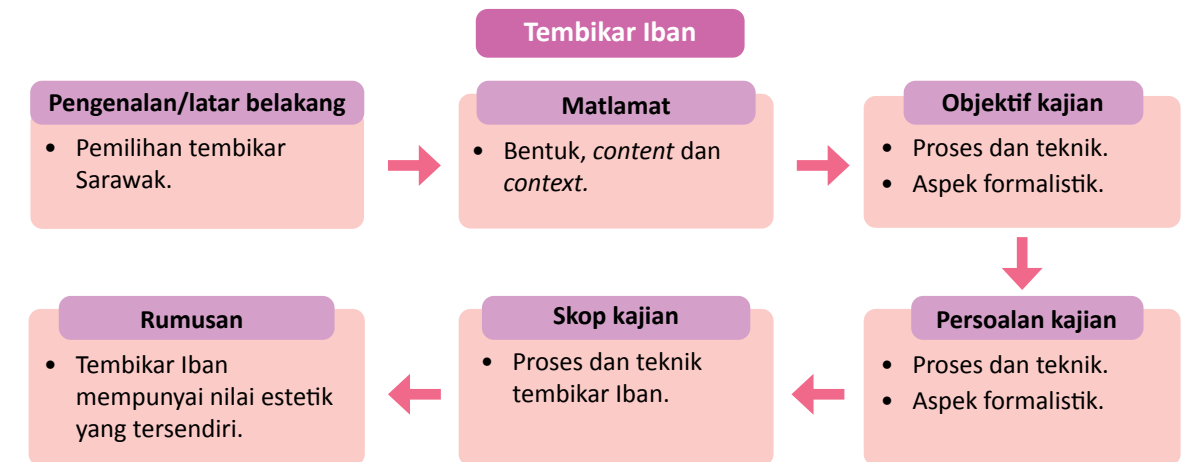 Tembikar Iban
Pengenalan/latar belakang
• Pemilihan tembikar
Sarawak.
Matlamat
• Bentuk, content dan
context.
Objektif kajian
• Proses dan teknik.
• Aspek formalistik.
Persoalan kajian
• Proses dan teknik.
• Aspek formalistik.
Skop kajian
• Proses dan teknik
tembikar Iban.
Rumusan
• Tembikar Iban
mempunyai nilai estetik
yang tersendiri.